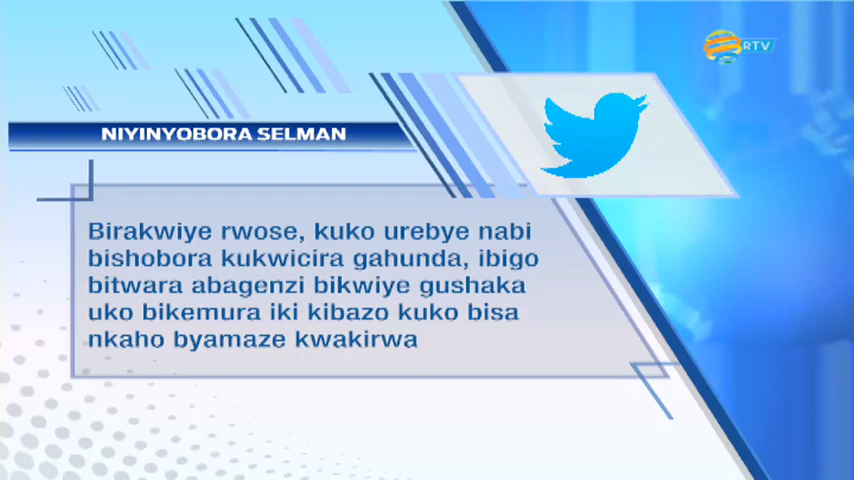 RTV
NIYINYOBORA SELMAN
Birakwiye rwose, kuko urebye nabi
bishobora kukwicira gahunda, ibigo
bitwara abagenzi bikwiye gushaka
uko bikemura iki kibazo kuko bisa
nkaho byamaze kwakirwa